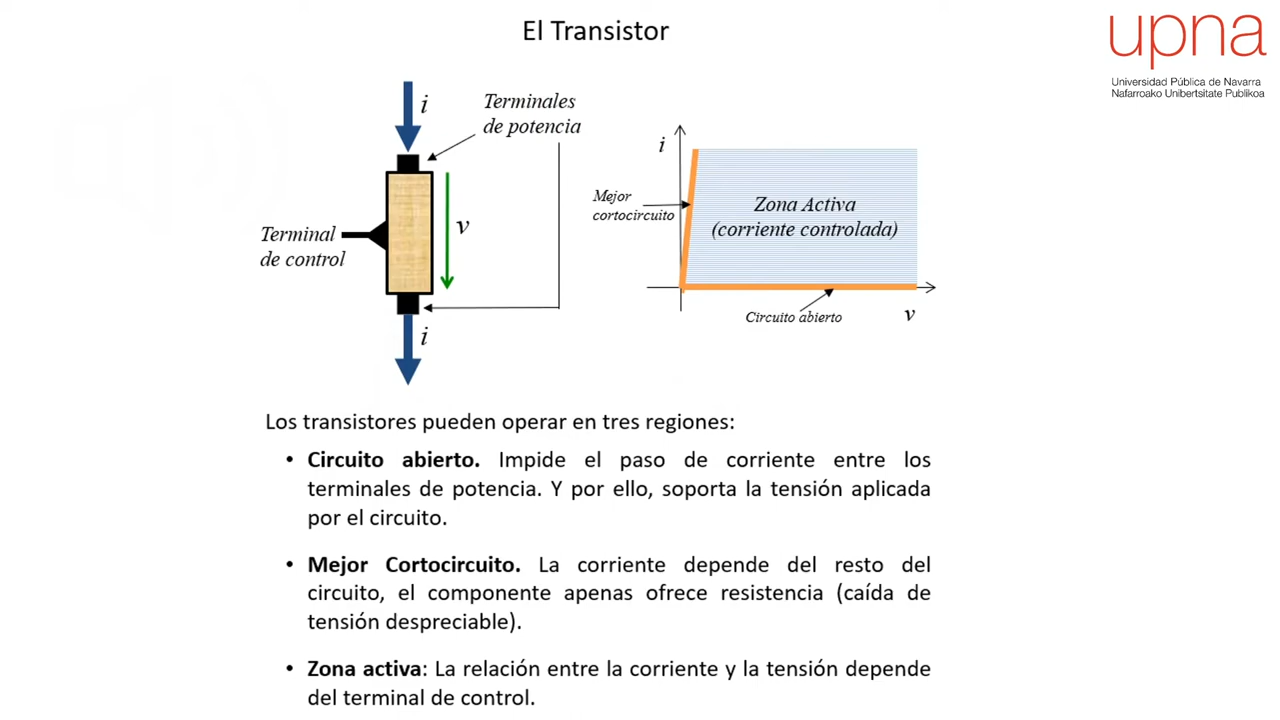 El Transistor
upna
Universidad Pública de Navarra
Nafarroako Unibertsitate Publikoa
i
Terminales
de potencia
Terminal
de control
v
i
i
Mejor
cortocircuito
Zona Activa
(corriente controlada)
Circuito abierto
v
Los transistores pueden operar en tres regiones:
• Circuito abierto. Impide el paso de corriente entre los
terminales de potencia. Y por ello, soporta la tensión aplicada
por el circuito.
• Mejor Cortocircuito. La corriente depende del resto del
circuito, el componente apenas ofrece resistencia (caída de
tensión despreciable).
• Zona activa: La relación entre la corriente y la tensión depende
del terminal de control.